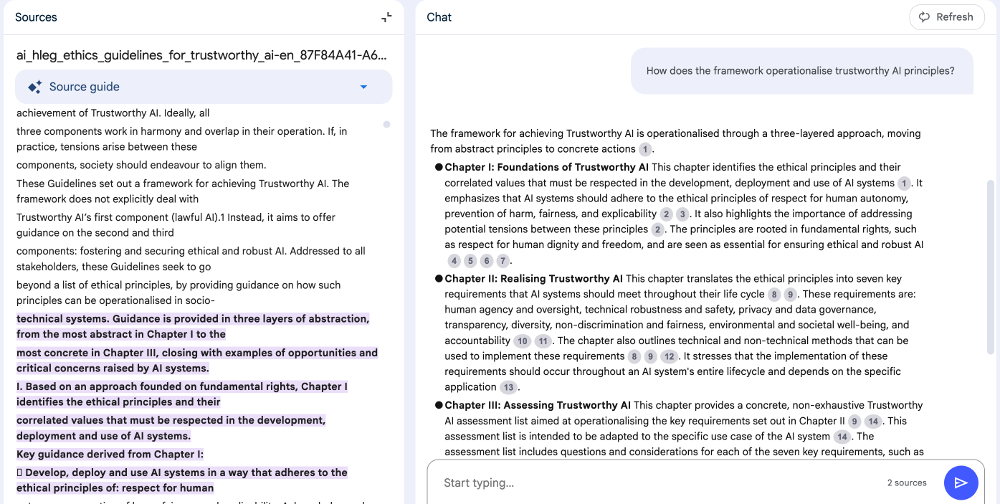 Sources
ai_hleg_ethics_guidelines_for_trustworthy_ai-en_87F84A41-A6...
Source guide
achievement of Trustworthy AI. Ideally, all
three components work in harmony and overlap in their operation. If, in
practice, tensions arise between these
components, society should endeavour to align them.
These Guidelines set out a framework for achieving Trustworthy AI. The
framework does not explicitly deal with
Trustworthy AI's first component (lawful AI).1 Instead, it aims to offer
guidance on the second and third
components: fostering and securing ethical and robust AI. Addressed to all
stakeholders, these Guidelines seek to go
beyond a list of ethical principles, by providing guidance on how such
principles can be operationalised in socio-
technical systems. Guidance is provided in three layers of abstraction,
from the most abstract in Chapter I to the
most concrete in Chapter III, closing with examples of opportunities and
critical concerns raised by AI systems.
I. Based on an approach founded on fundamental rights, Chapter I
identifies the ethical principles and their
correlated values that must be respected in the development,
deployment and use of AI systems.
Key guidance derived from Chapter I:
Develop, deploy and use AI systems in a way that adheres to the
ethical principles of: respect for human
Chat
Refresh
How does the framework operationalise trustworthy AI principles?
The framework for achieving Trustworthy AI is operationalised through a three-layered approach, moving
from abstract principles to concrete actions 1.
●Chapter I: Foundations of Trustworthy AI This chapter identifies the ethical principles and their
correlated values that must be respected in the development, deployment and use of AI systems 1. It
emphasizes that AI systems should adhere to the ethical principles of respect for human autonomy,
prevention of harm, fairness, and explicability 2 3. It also highlights the importance of addressing
potential tensions between these principles 2. The principles are rooted in fundamental rights, such
as respect for human dignity and freedom, and are seen as essential for ensuring ethical and robust AI
4 5 6 7.
●Chapter II: Realising Trustworthy AI This chapter translates the ethical principles into seven key
requirements that AI systems should meet throughout their life cycle 8 9. These requirements are:
human agency and oversight, technical robustness and safety, privacy and data governance,
transparency, diversity, non-discrimination and fairness, environmental and societal well-being, and
accountability 10 11. The chapter also outlines technical and non-technical methods that can be
used to implement these requirements 8 9 12. It stresses that the implementation of these
requirements should occur throughout an AI system's entire lifecycle and depends on the specific
application 13.
●Chapter III: Assessing Trustworthy AI This chapter provides a concrete, non-exhaustive Trustworthy
AI assessment list aimed at operationalising the key requirements set out in Chapter II 9 14. This
assessment list is intended to be adapted to the specific use case of the AI system 14. The
assessment list includes questions and considerations for each of the seven key requirements, such as
Start typing...
2 sources